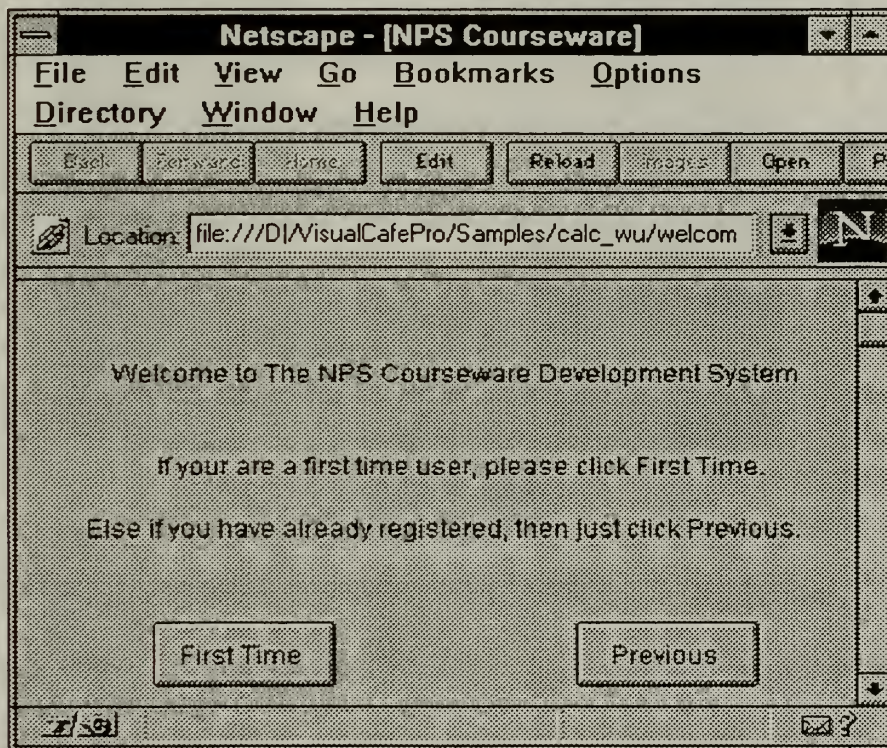 Netscape - [NPS Courseware]
File Edit View Go Bookmarks Options
Directory Window Help
Back Forward Home Edit Reload Images Open P
Location: file:///D|/VisualCafePro/Samples/calc_wu/welcom N
Welcome to The NPS Courseware Development System
If your are a first time user, please click First Time.
Else if you have already registered, then just click Previous.
First Time Previous
?